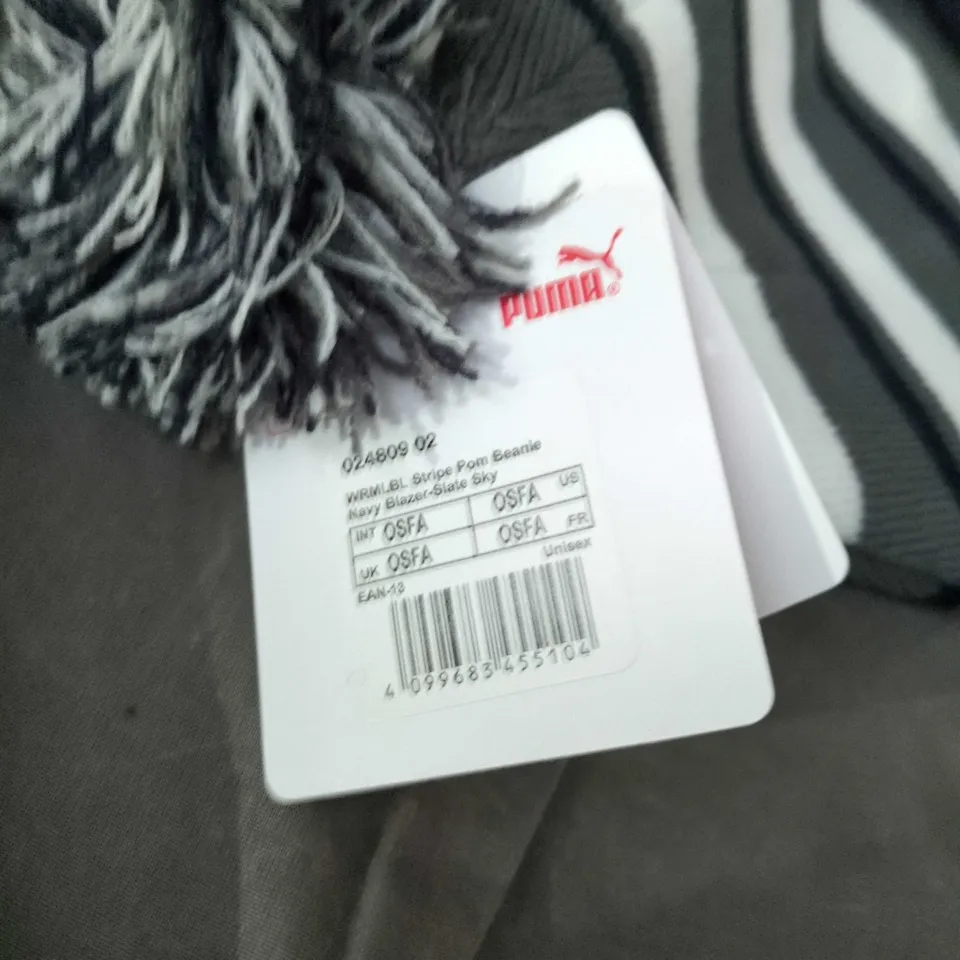 PUMA®
024809 02
WRMLBL Stripe Pom Beanie
Navy Blazer-Slate Sky
INT OSFA OSFA US
UK OSFA OSFA FR
Unisex
EAN-13
4 099683 455104